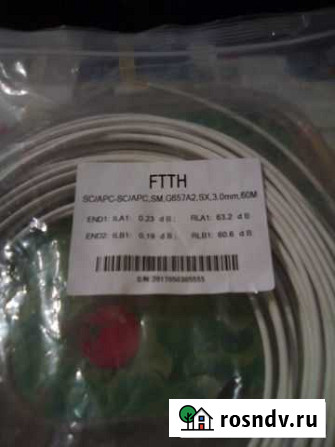 FTTH
SC/APC-SC/APC,SM,G657A2,SX,3.0mm,60M
END1: ILA1: 0.23 dB; RLA1: 63.2 dB
END2: ILB1: 0.19 dB; RLB1: 60.6 dB
rosndv.ru